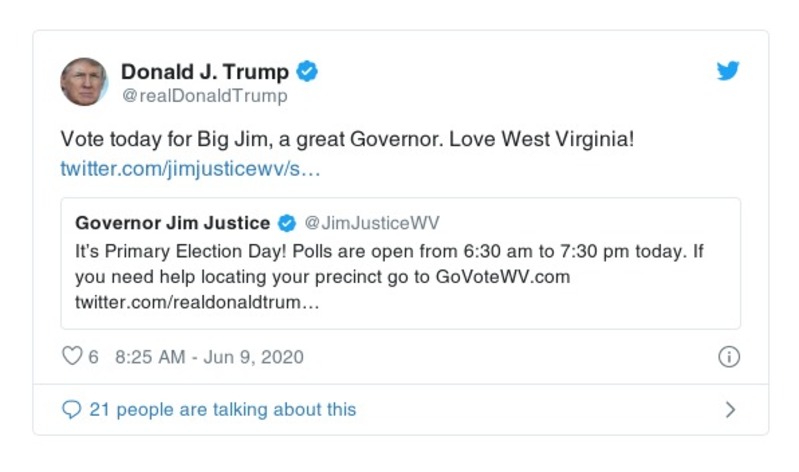 Donald J. Trump
@realDonaldTrump
Vote today for Big Jim, a great Governor. Love West Virginia!
twitter.com/jimjusticewv/s…
Governor Jim Justice @JimJusticeWV
It's Primary Election Day! Polls are open from 6:30 am to 7:30 pm today. If
you need help locating your precinct go to GoVoteWV.com
twitter.com/realdonaldtrum…
6 8:25 AM - Jun 9, 2020
21 people are talking about this